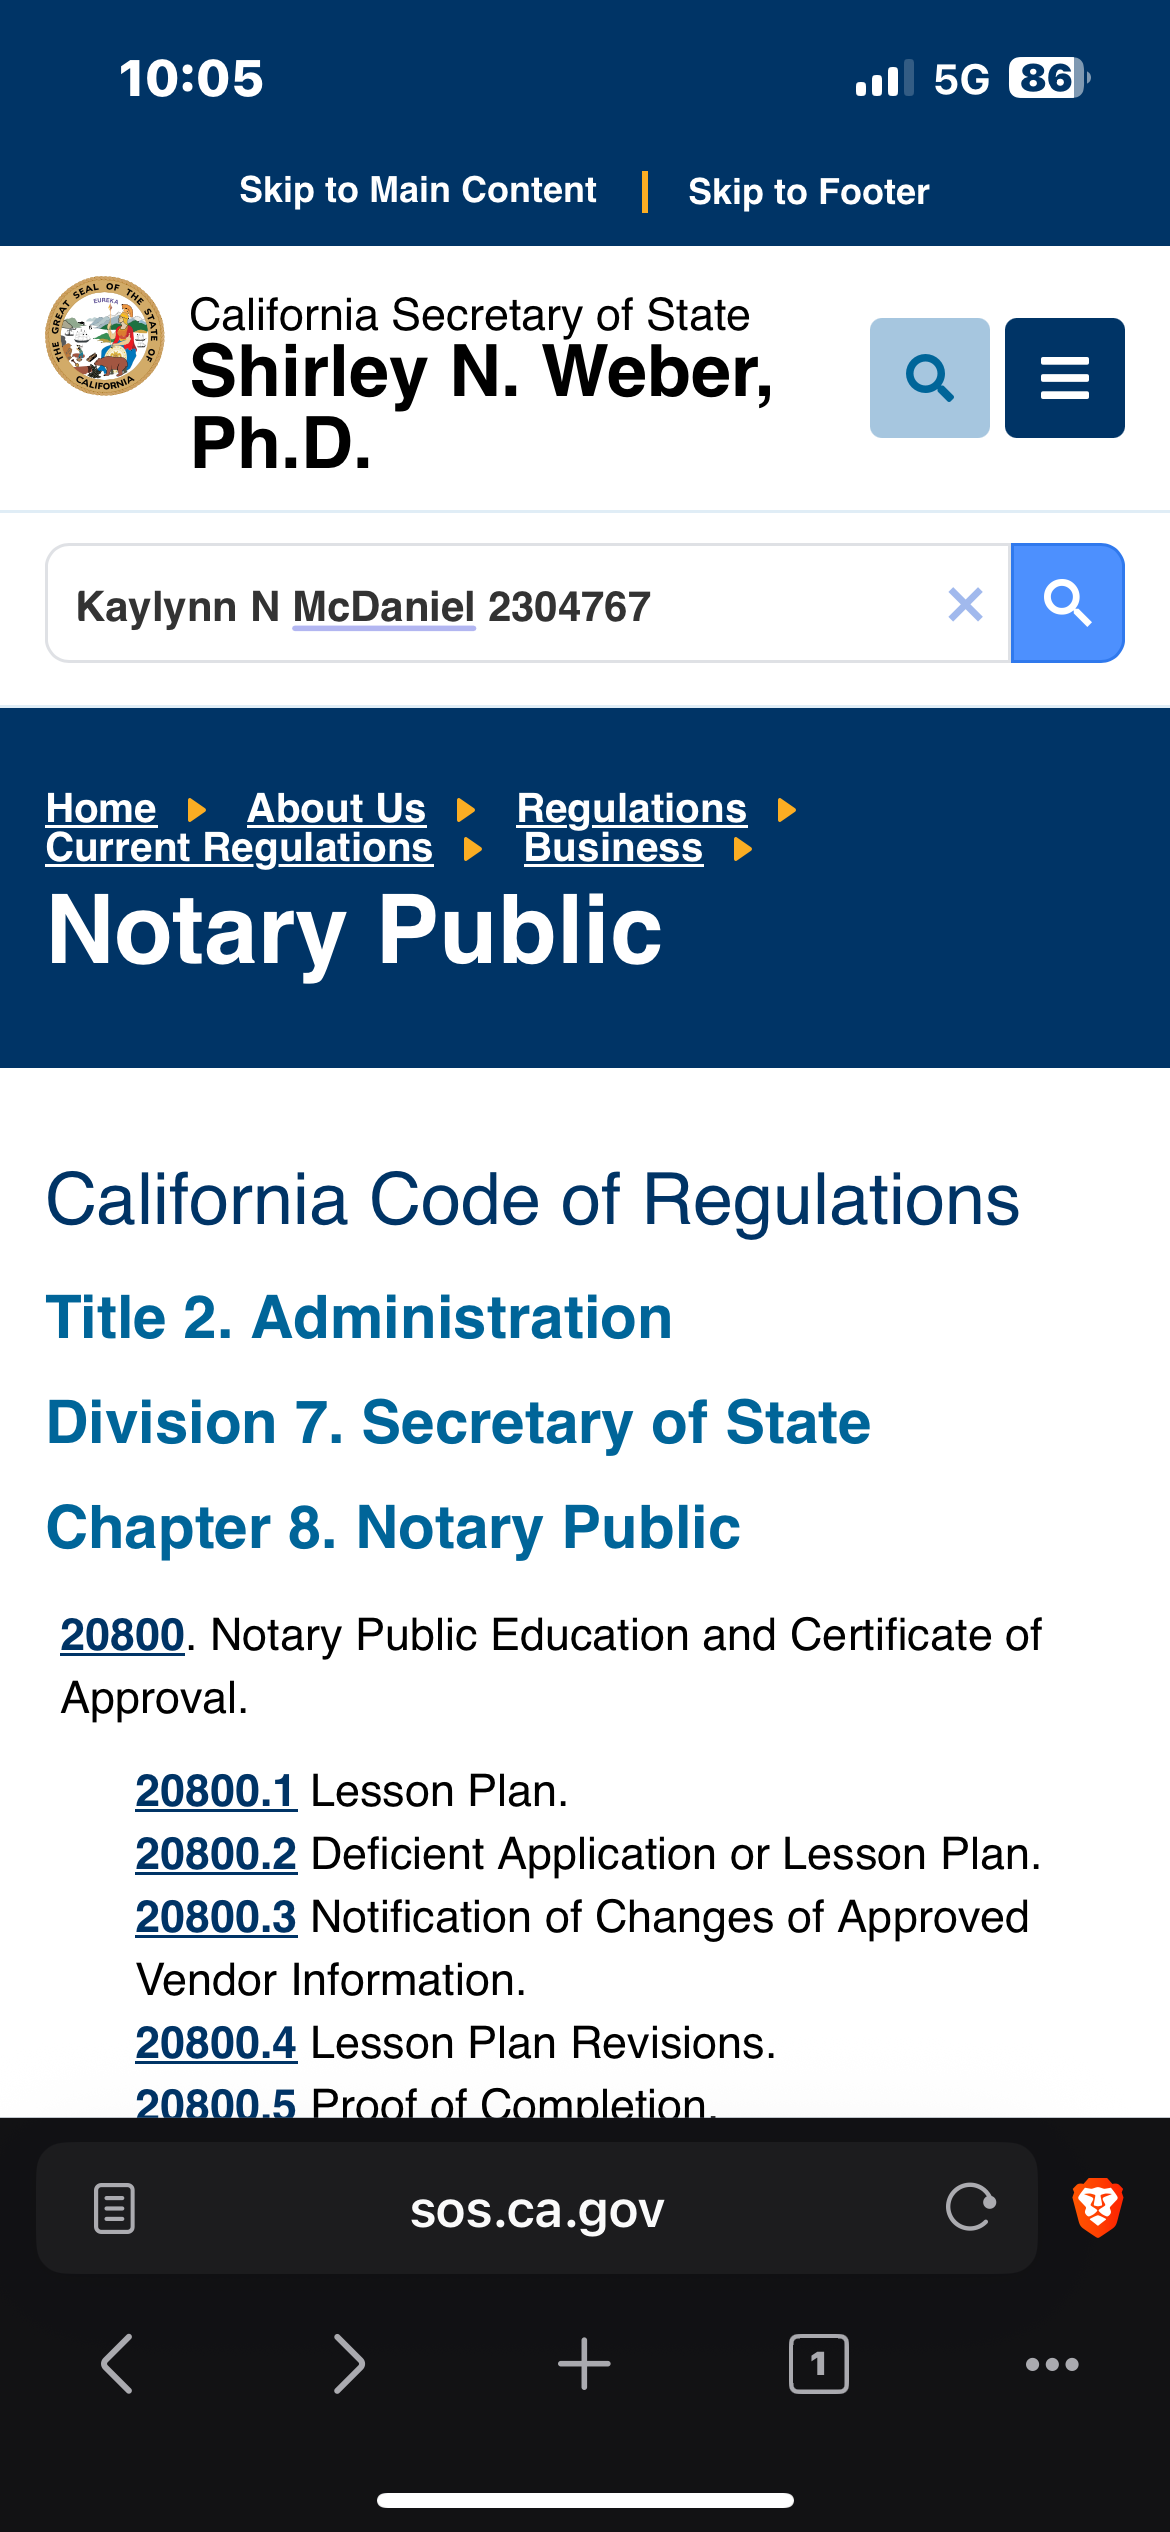 10:05
5G 86
Skip to Main Content | Skip to Footer
THE GREAT SEAL OF THE STATE OF CALIFORNIA
EUREKA
California Secretary of State
Shirley N. Weber,
Ph.D.
Kaylynn N McDaniel 2304767
Home About Us Regulations
Current Regulations Business
Notary Public
California Code of Regulations
Title 2. Administration
Division 7. Secretary of State
Chapter 8. Notary Public
20800. Notary Public Education and Certificate of
Approval.
20800.1 Lesson Plan.
20800.2 Deficient Application or Lesson Plan.
20800.3 Notification of Changes of Approved
Vendor Information.
20800.4 Lesson Plan Revisions.
20800.5 Proof of Completion.
sos.ca.gov
1